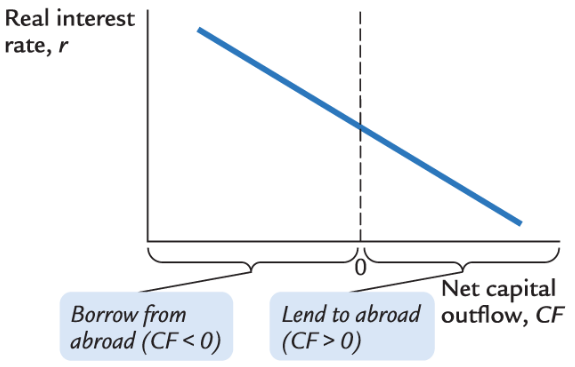 Real interest
rate, r
0
Borrow from
abroad (CF < 0)
Lend to abroad
(CF > 0)
Net capital
outflow, CF